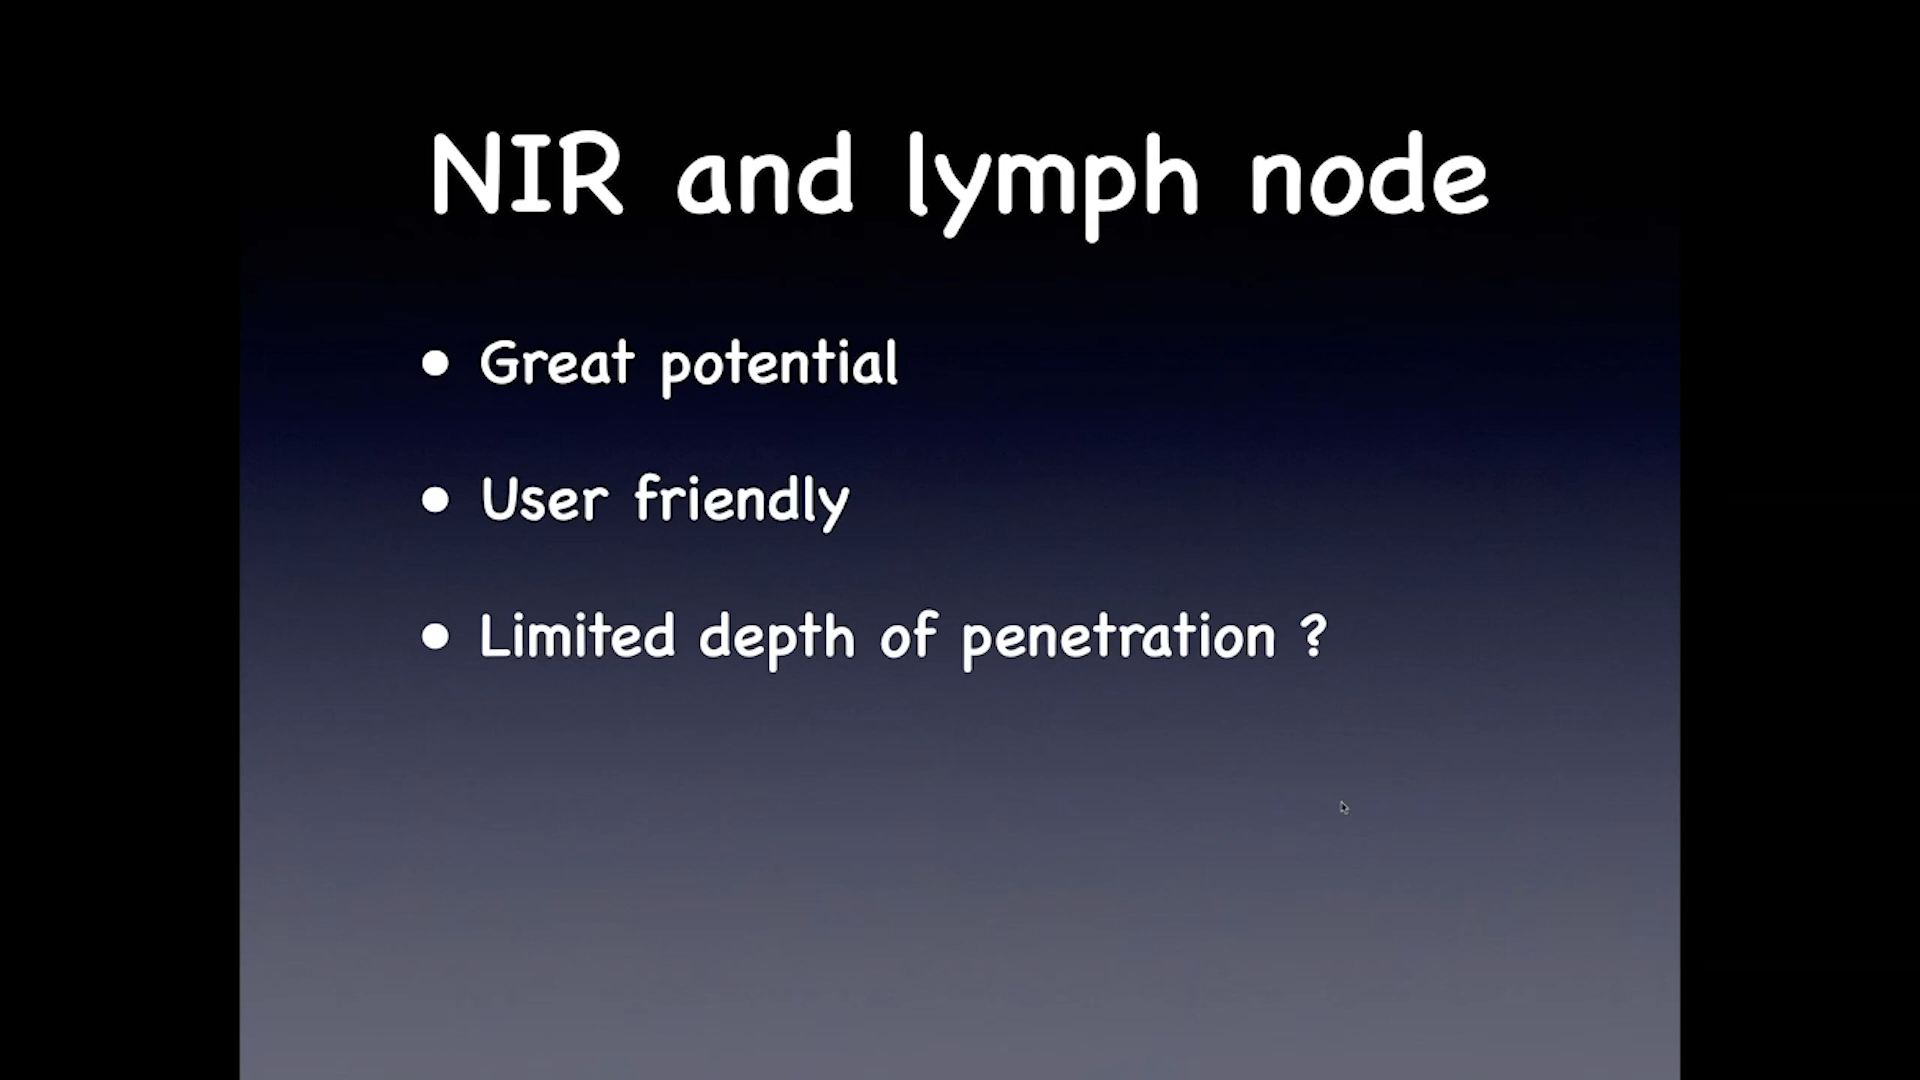 NIR and lymph node
• Great potential
• User friendly
• Limited depth of penetration ?